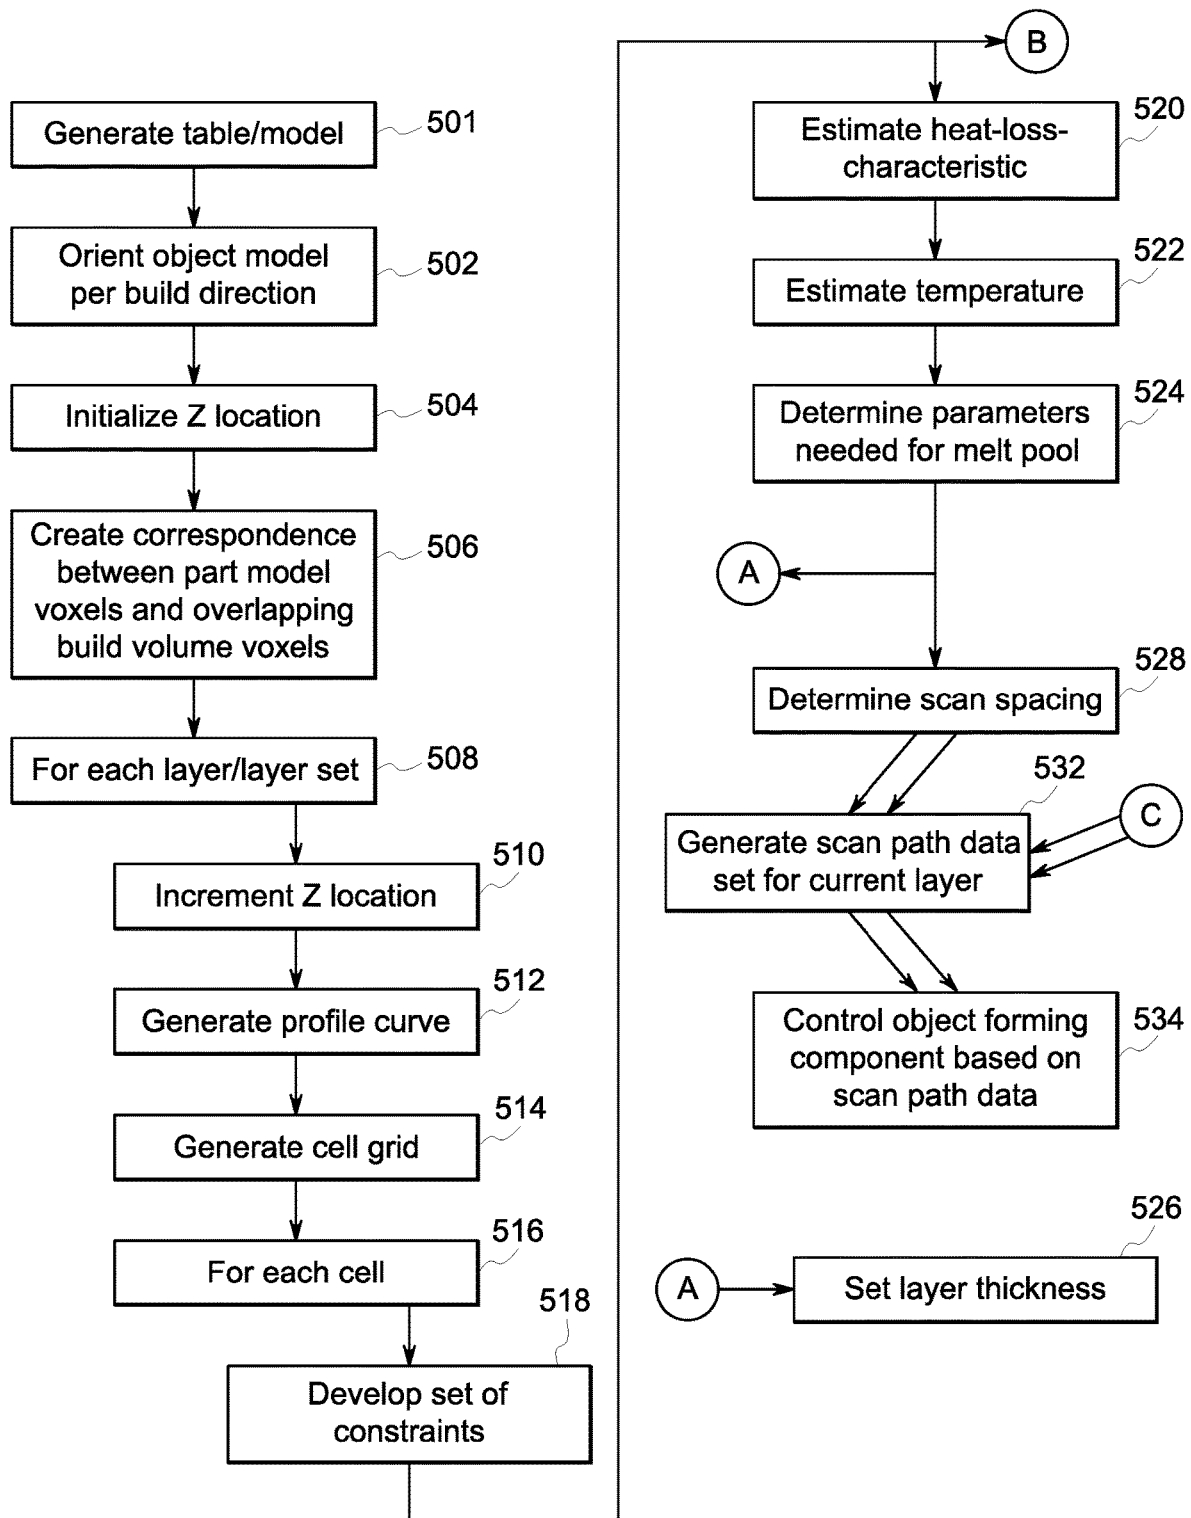 Generate table/model
501
Orient object model
per build direction
502
Initialize Z location
504
Create correspondence
between part model
voxels and overlapping
build volume voxels
506
For each layer/layer set
508
Increment Z location
510
Generate profile curve
512
Generate cell grid
514
For each cell
516
Develop set of
constraints
518
B
Estimate heat-loss-
characteristic
520
Estimate temperature
522
Determine parameters
needed for melt pool
524
A
Determine scan spacing
528
Generate scan path data
set for current layer
532
C
Control object forming
component based on
scan path data
534
A
Set layer thickness
526